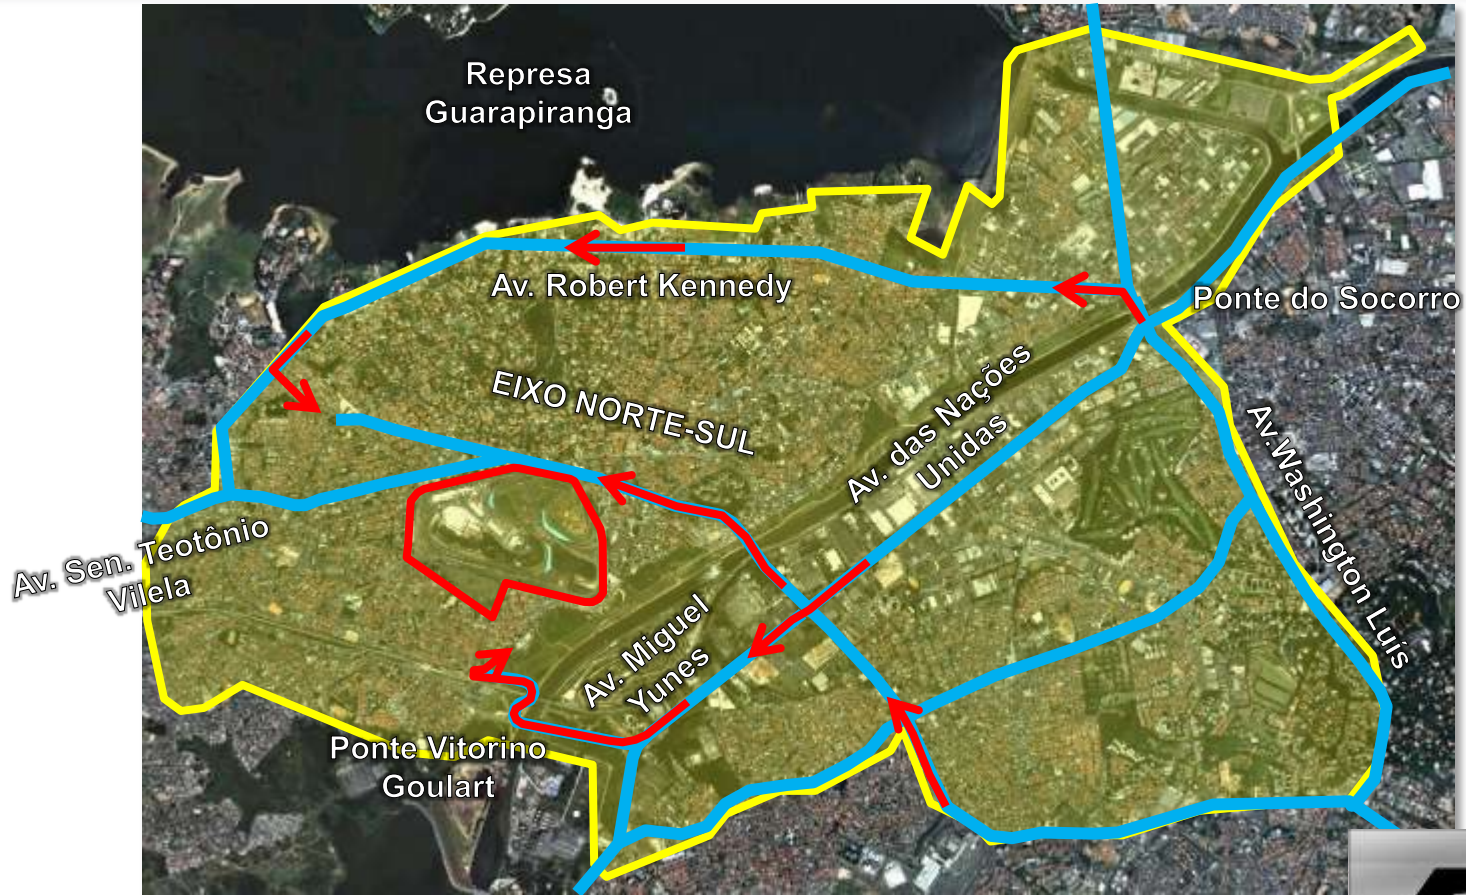 Represa
Guarapiranga
Av. Robert Kennedy
Ponte do Socorro
EIXO NORTE-SUL
Av. das Nações
Unidas
Av.Washington Luís
Av. Sen. Teotônio
Vilela
Av. Miguel
Yunes
Ponte Vitorino
Goulart